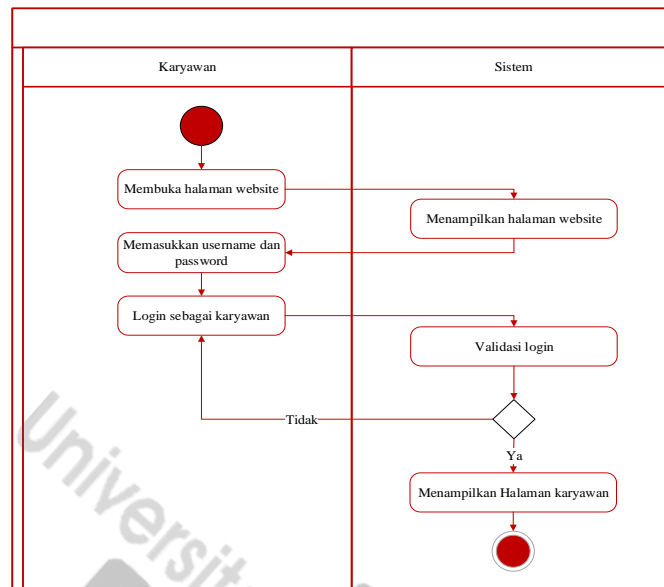 Karyawan
Sistem
Membuka halaman website
Menampilkan halaman website
Memasukkan username dan
password
Login sebagai karyawan
Validasi login
Tidak
Ya
Menampilkan Halaman karyawan
Universit